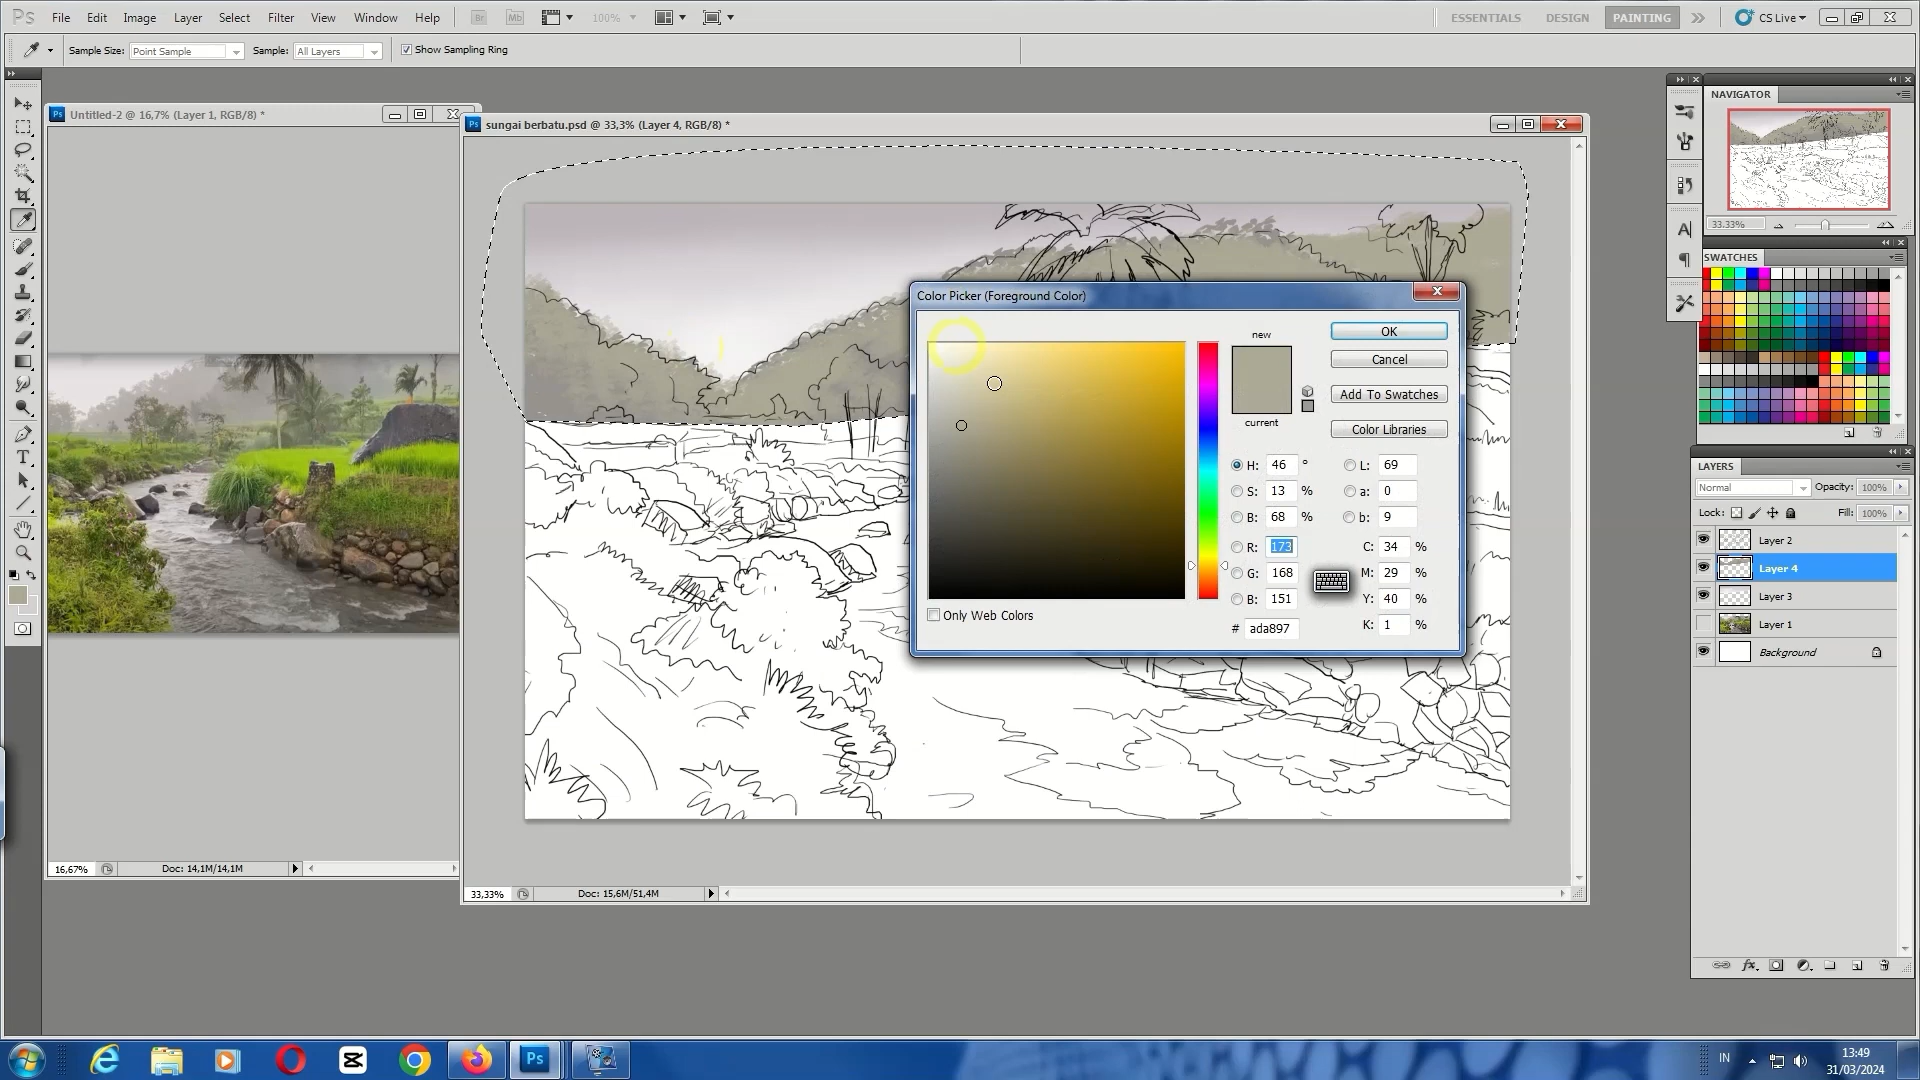 Ps File Edit Image Layer Select Filter View Window Help Br Mb 100% ESSENTIALS DESIGN PAINTING CS Live
Sample Size: Point Sample Sample: All Layers Show Sampling Ring
Untitled-2 @ 16,7% (Layer 1, RGB/8) *
sungai berbatu.psd @ 33,3% (Layer 4, RGB/8) *
NAVIGATOR
33.33%
SWATCHES
Color Picker (Foreground Color)
new
current
OK
Cancel
Add To Swatches
Color Libraries
H: 46 ° L: 69
S: 13 % a: 0
B: 68 % b: 9
R: 173 C: 34 %
G: 168 M: 29 %
B: 151 Y: 40 %
# ada897 K: 1 %
Only Web Colors
LAYERS
Normal Opacity: 100%
Lock: Fill: 100%
Layer 2
Layer 4
Layer 3
Layer 1
Background
16,67% Doc: 14,1M/14,1M
33,33% Doc: 15,6M/51,4M
IN
13:49
31/03/2024